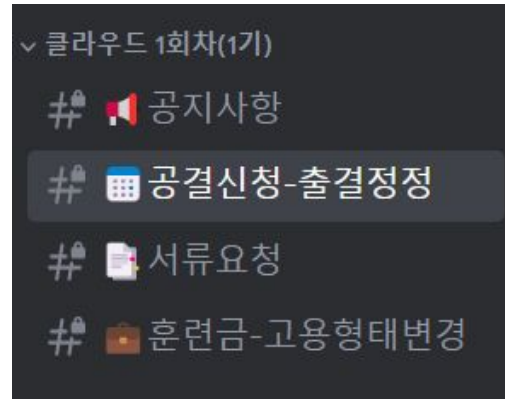 클라우드 1회차(1기)
공지사항
공결신청-출결정정
서류요청
훈련금-고용형태변경